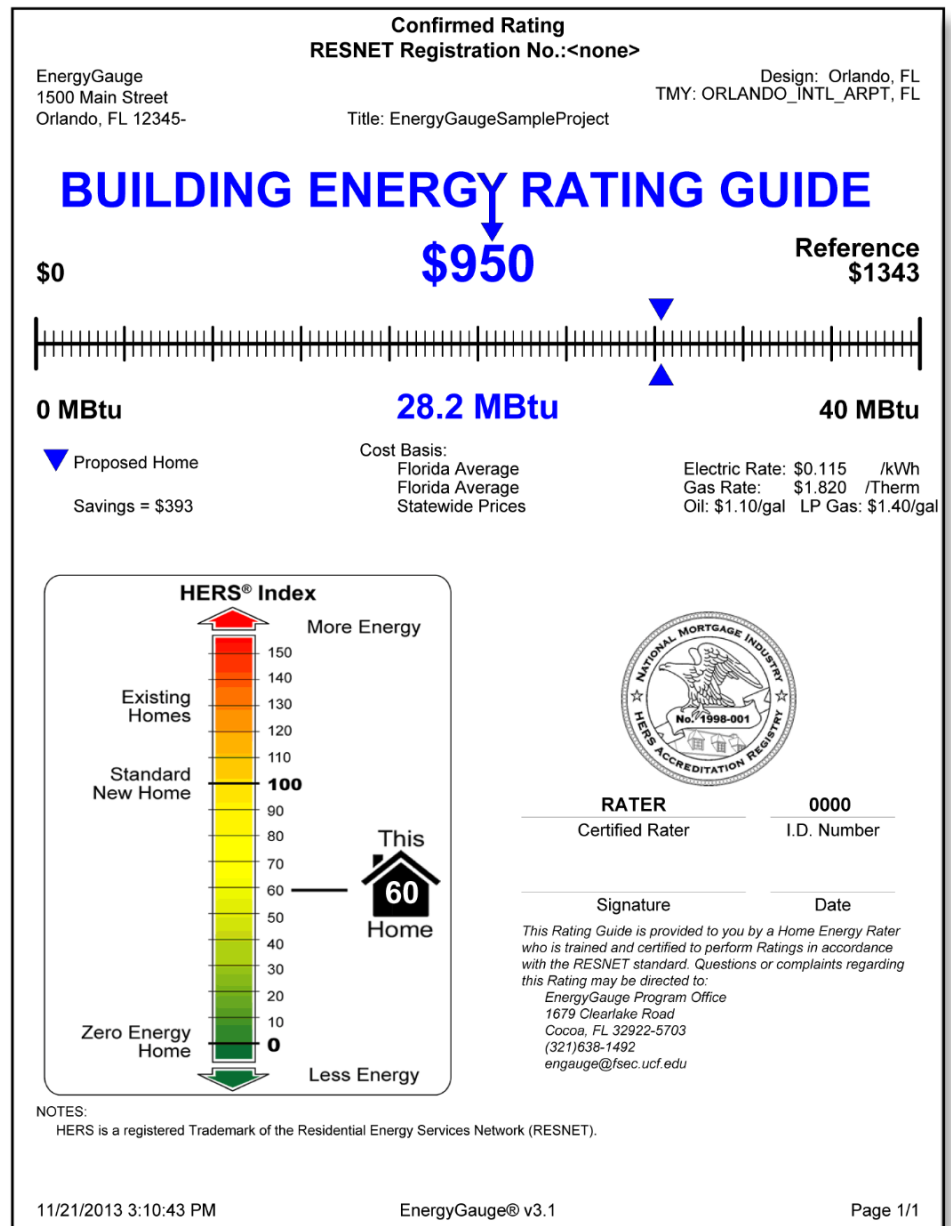 Confirmed Rating
RESNET Registration No.:<none>
EnergyGauge
1500 Main Street
Orlando, FL 12345-
Title: EnergyGaugeSampleProject
Design: Orlando, FL
TMY: ORLANDO_INTL_ARPT, FL
BUILDING ENERGY RATING GUIDE
$0
$950
Reference
$1343
0 MBtu
28.2 MBtu
40 MBtu
Proposed Home
Savings = $393
Cost Basis:
Florida Average
Florida Average
Statewide Prices
Electric Rate: $0.115 /kWh
Gas Rate: $1.820 /Therm
Oil: $1.10/gal LP Gas: $1.40/gal
HERS® Index
More Energy
150
140
130
Existing
Homes
120
110
Standard
New Home
100
90
80
70
60
50
40
30
20
10
Zero Energy
Home
0
Less Energy
This
60
Home
NATIONAL MORTGAGE INDUSTRY
No. 1998-001
HERS ACCREDITATION REGISTRY
RATER
0000
Certified Rater
I.D. Number
Signature
Date
This Rating Guide is provided to you by a Home Energy Rater
who is trained and certified to perform Ratings in accordance
with the RESNET standard. Questions or complaints regarding
this Rating may be directed to:
EnergyGauge Program Office
1679 Clearlake Road
Cocoa, FL 32922-5703
(321)638-1492
engauge@fsec.ucf.edu
NOTES:
HERS is a registered Trademark of the Residential Energy Services Network (RESNET).
11/21/2013 3:10:43 PM
EnergyGauge® v3.1
Page 1/1